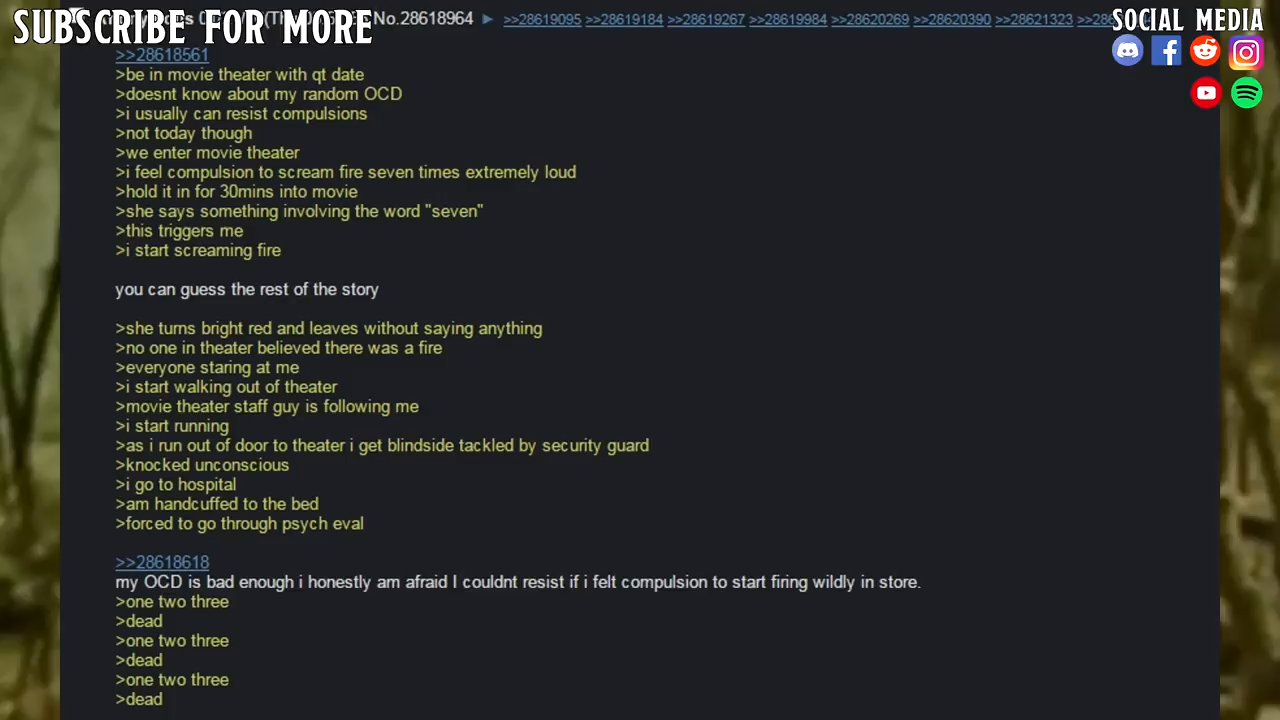 SUBSCRIBE FOR MORE
No.28618964 ► >>28619095 >>28619184 >>28619267 >>28619984 >>28620269 >>28620390 >>28621323
SOCIAL MEDIA
>>28618561
>be in movie theater with qt date
>doesnt know about my random OCD
>i usually can resist compulsions
>not today though
>we enter movie theater
>i feel compulsion to scream fire seven times extremely loud
>hold it in for 30mins into movie
>she says something involving the word "seven"
>this triggers me
>i start screaming fire
you can guess the rest of the story
>she turns bright red and leaves without saying anything
>no one in theater believed there was a fire
>everyone staring at me
>i start walking out of theater
>movie theater staff guy is following me
>i start running
>as i run out of door to theater i get blindside tackled by security guard
>knocked unconscious
>i go to hospital
>am handcuffed to the bed
>forced to go through psych eval
>>28618618
my OCD is bad enough i honestly am afraid I couldnt resist if i felt compulsion to start firing wildly in store.
>one two three
>dead
>one two three
>dead
>one two three
>dead